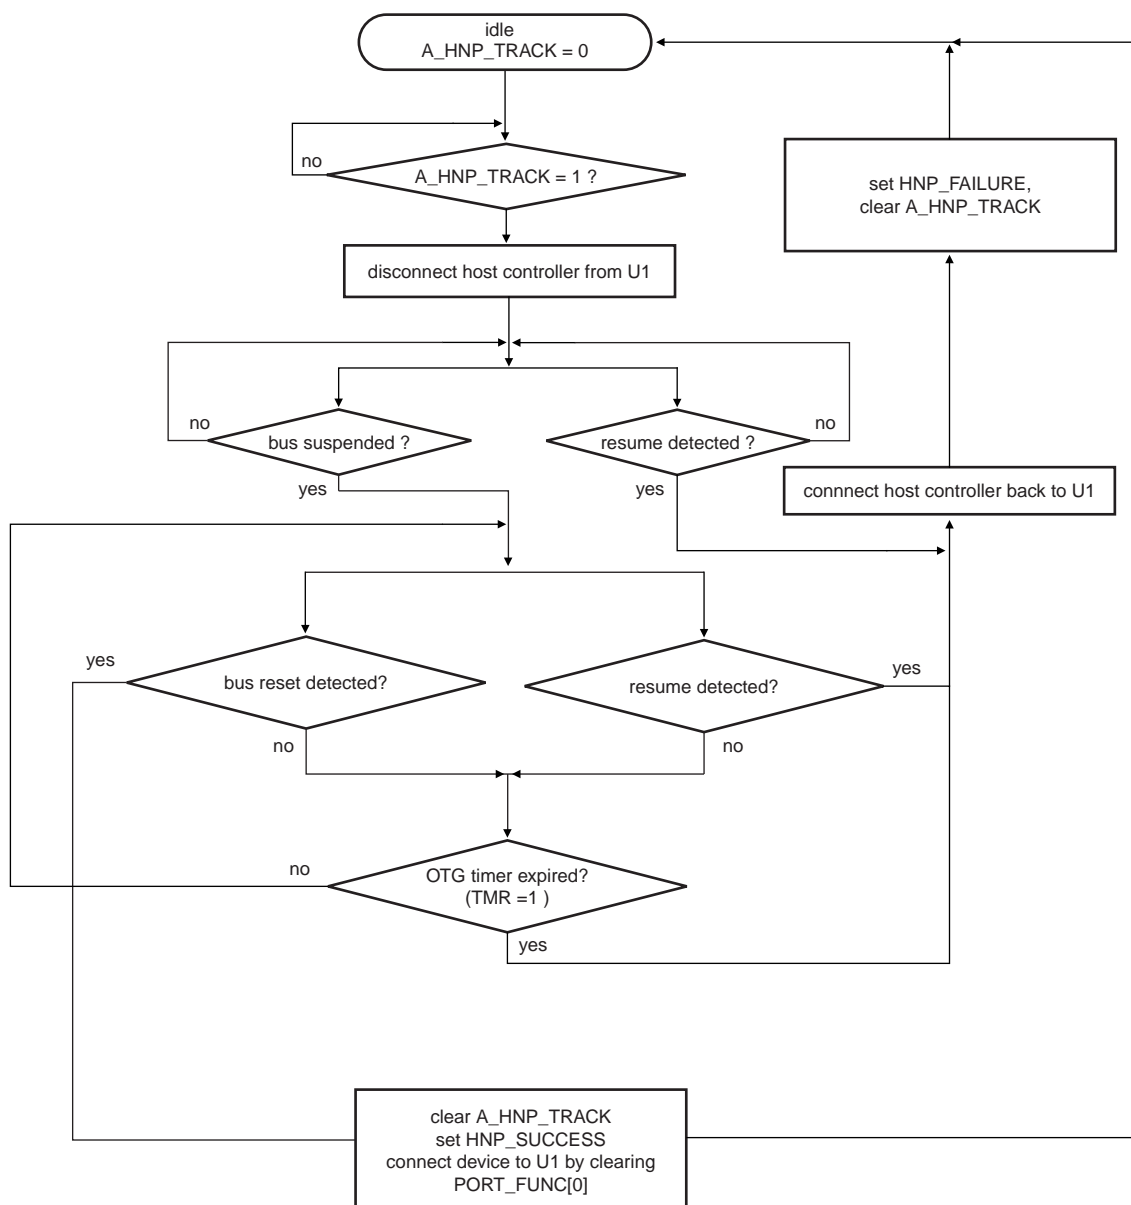 idle
A_HNP_TRACK = 0
no
A_HNP_TRACK = 1 ?
set HNP_FAILURE,
clear A_HNP_TRACK
disconnect host controller from U1
no
bus suspended ?
resume detected ?
no
yes
yes
connnect host controller back to U1
yes
bus reset detected?
resume detected?
yes
no
no
no
OTG timer expired?
(TMR =1 )
yes
clear A_HNP_TRACK
set HNP_SUCCESS
connect device to U1 by clearing
PORT_FUNC[0]